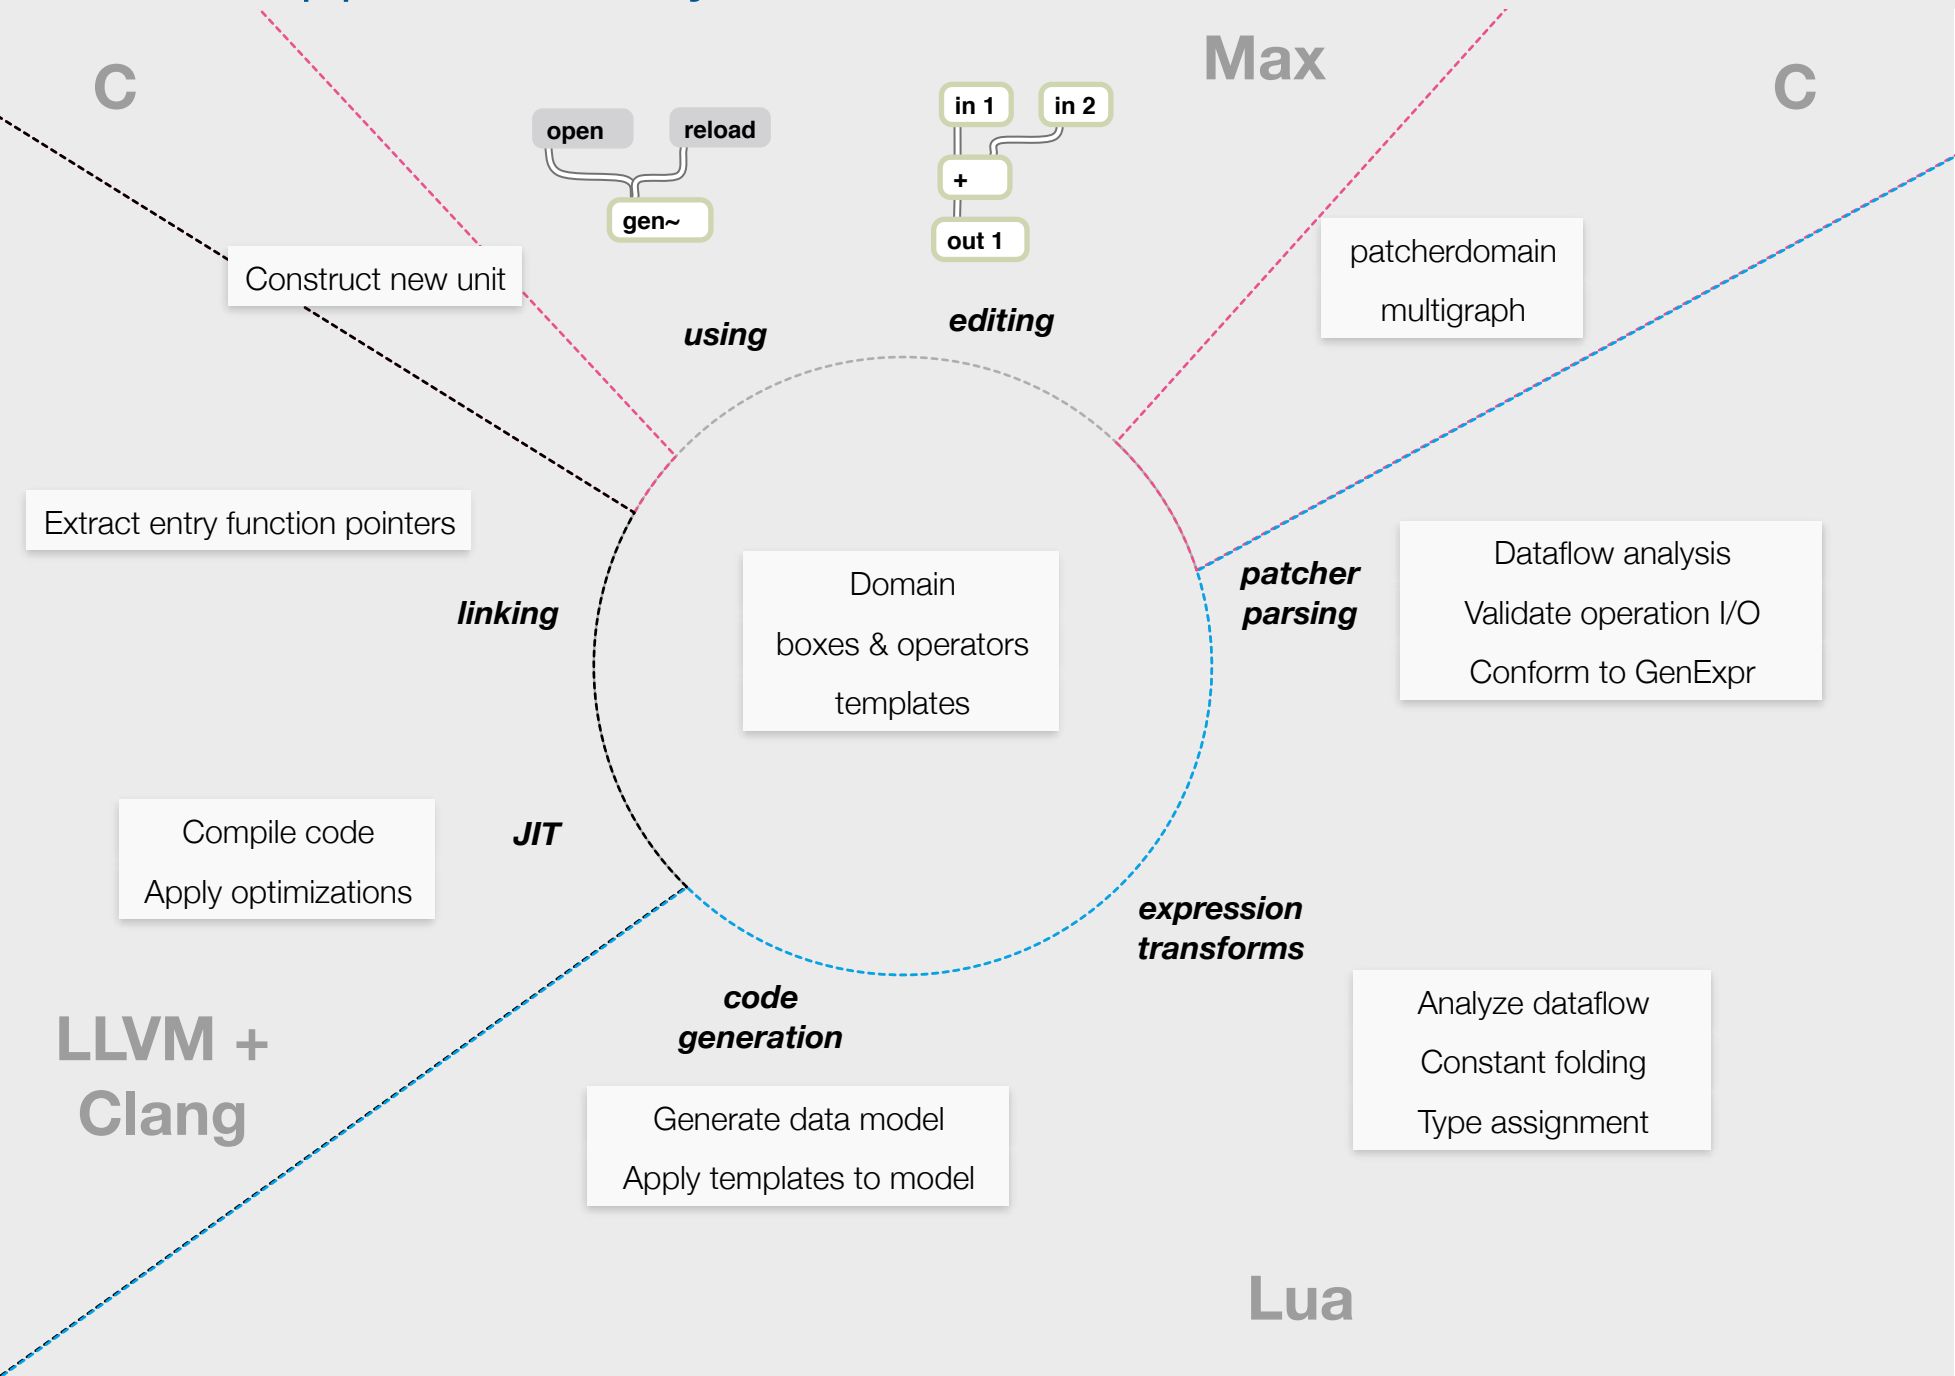 C
Max
C
open
reload
gen~
in 1
in 2
+
out 1
Construct new unit
using
editing
patcherdomain
multigraph
Extract entry function pointers
linking
Domain
boxes & operators
templates
patcher
parsing
Dataflow analysis
Validate operation I/O
Conform to GenExpr
Compile code
Apply optimizations
JIT
expression
transforms
Analyze dataflow
Constant folding
Type assignment
code
generation
Generate data model
Apply templates to model
LLVM +
Clang
Lua